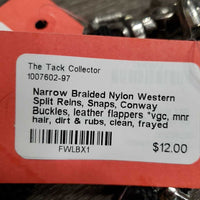 The Tack Collector
1007602-97
Narrow Braided Nylon Western
Split Reins, Snaps, Conway
Buckles, leather flappers *vgc, mnr
hair, dirt & rubs, clean, frayed
FWLBX1
$12.00